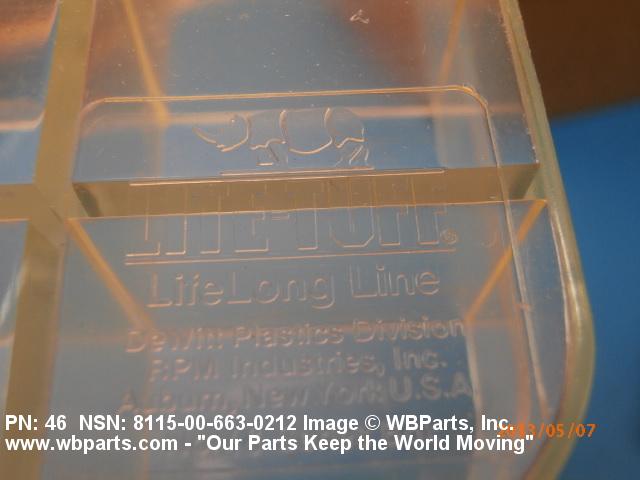 LITE-TUFF®
LifeLong Line
DeWitt Plastics Division
RPM Industries, Inc.
Auburn, New York U.S.A.
PN: 46 NSN: 8115-00-663-0212 Image © WBParts, Inc.
www.wbparts.com - "Our Parts Keep the World Moving"
2013/05/07